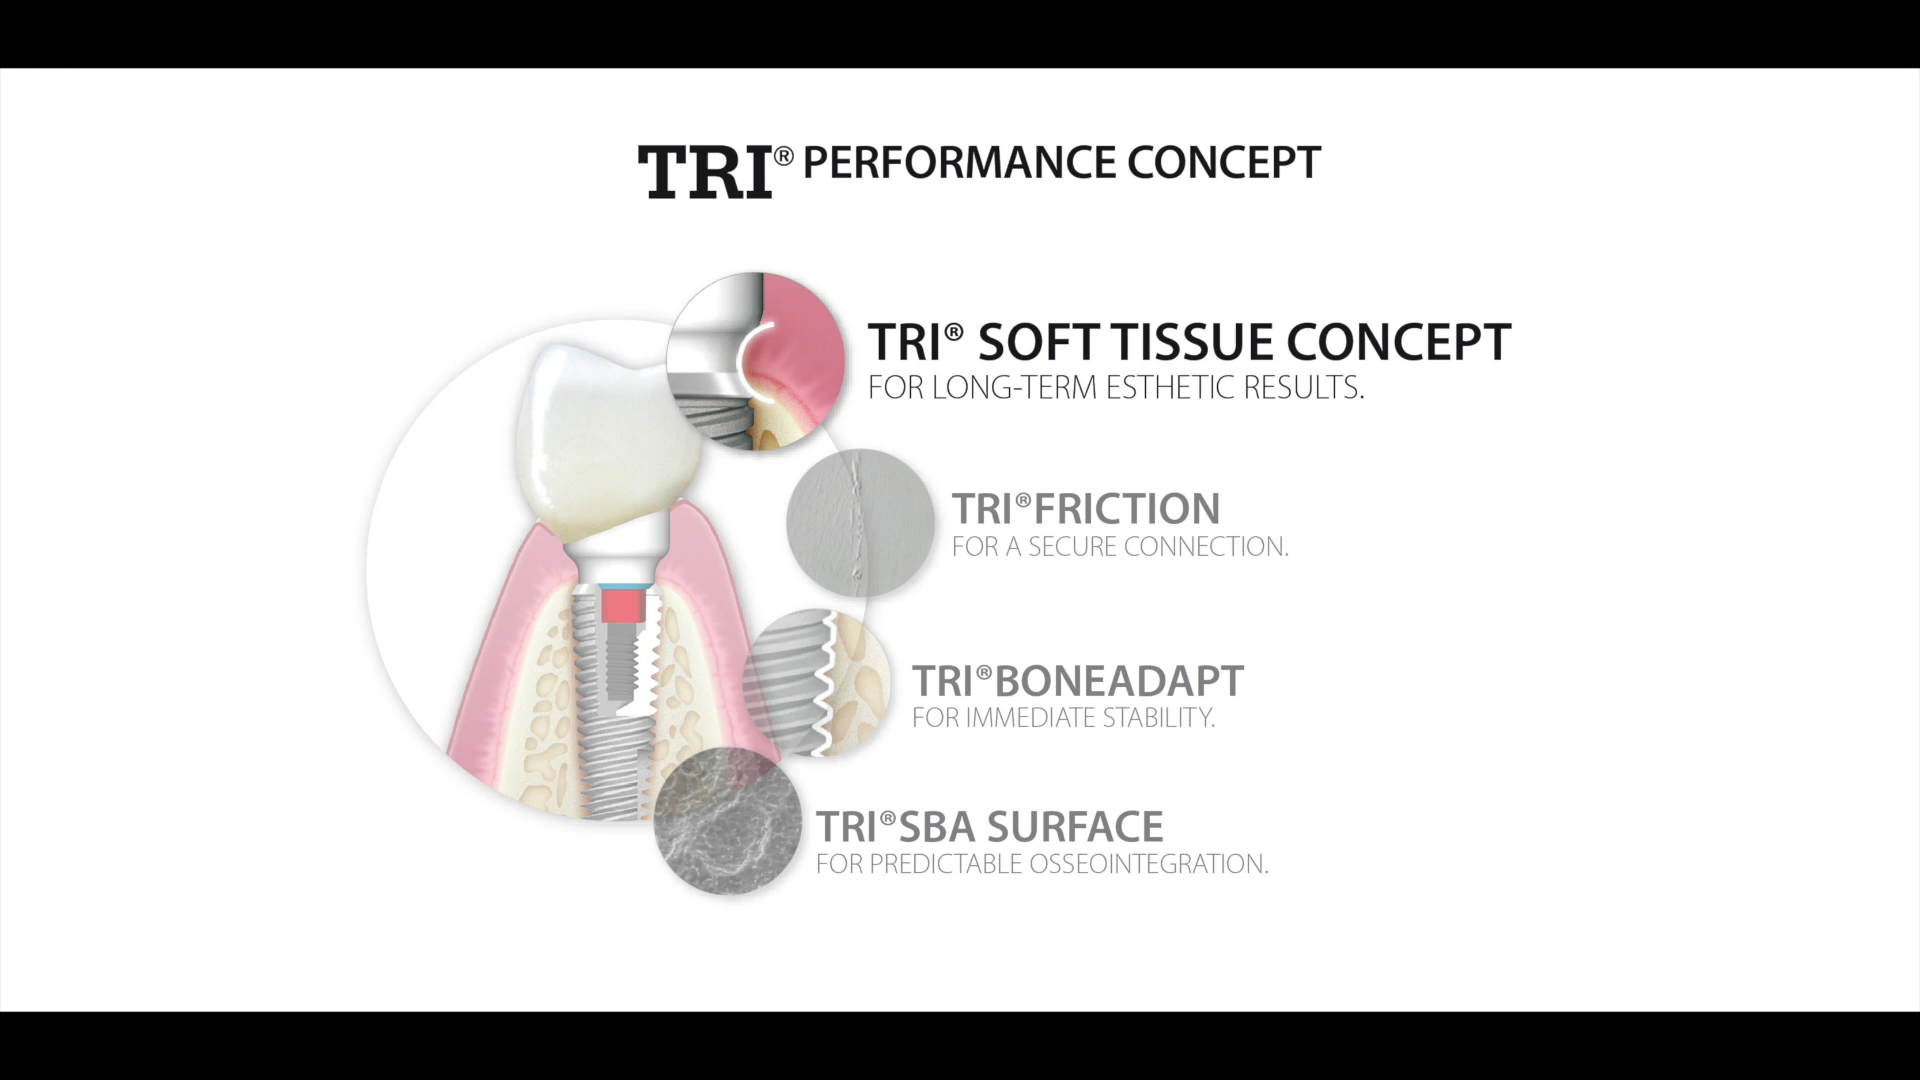 TRI® PERFORMANCE CONCEPT
TRI® SOFT TISSUE CONCEPT
FOR LONG-TERM ESTHETIC RESULTS.
TRI®FRICTION
FOR A SECURE CONNECTION.
TRI®BONEADAPT
FOR IMMEDIATE STABILITY.
TRI®SBA SURFACE
FOR PREDICTABLE OSSEOINTEGRATION.